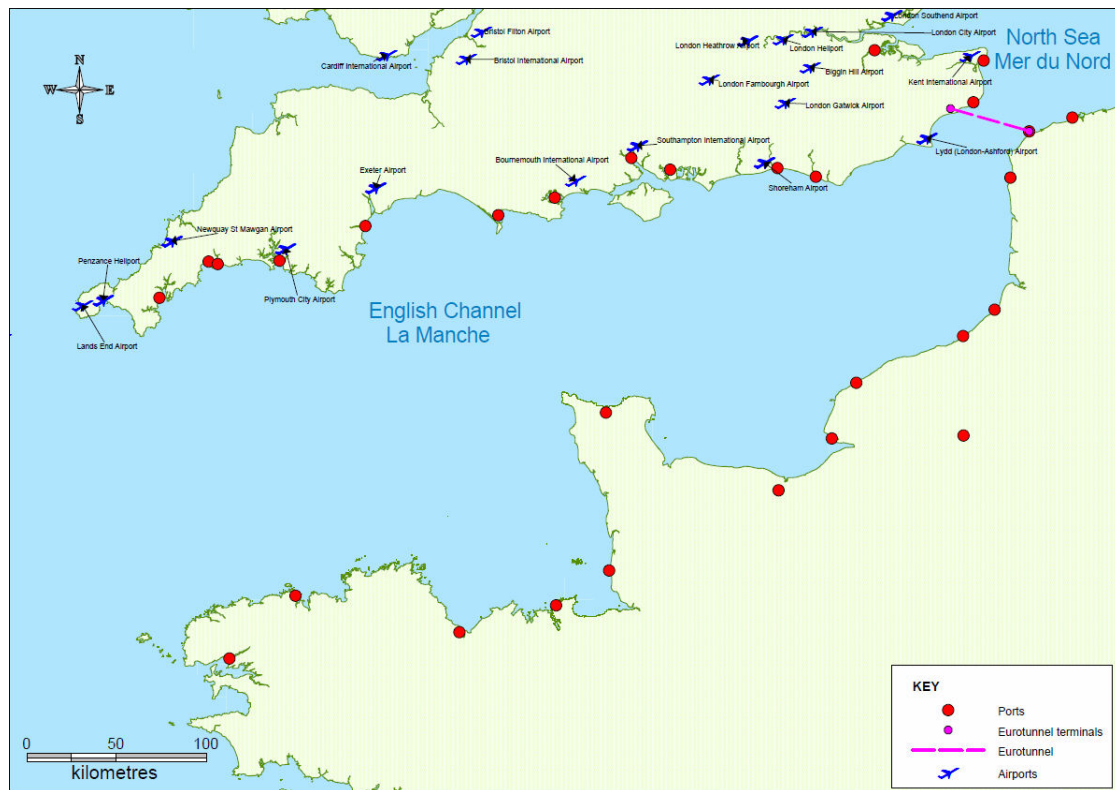 London Southend Airport
Bristol Filton Airport
London City Airport
North Sea
Mer du Nord
London Heathrow Airport
London Heliport
Cardiff International Airport
Bristol International Airport
Biggin Hill Airport
Kent International Airport
London Farnbourgh Airport
N
W E
S
London Gatwick Airport
Southampton International Airport
Lydd (London-Ashford) Airport
Bournemouth International Airport
Exeter Airport
Shoreham Airport
Newquay St Mawgan Airport
Penzance Heliport
Plymouth City Airport
English Channel
La Manche
Lands End Airport
KEY
Ports
Eurotunnel terminals
Eurotunnel
Airports
0 50 100
kilometres